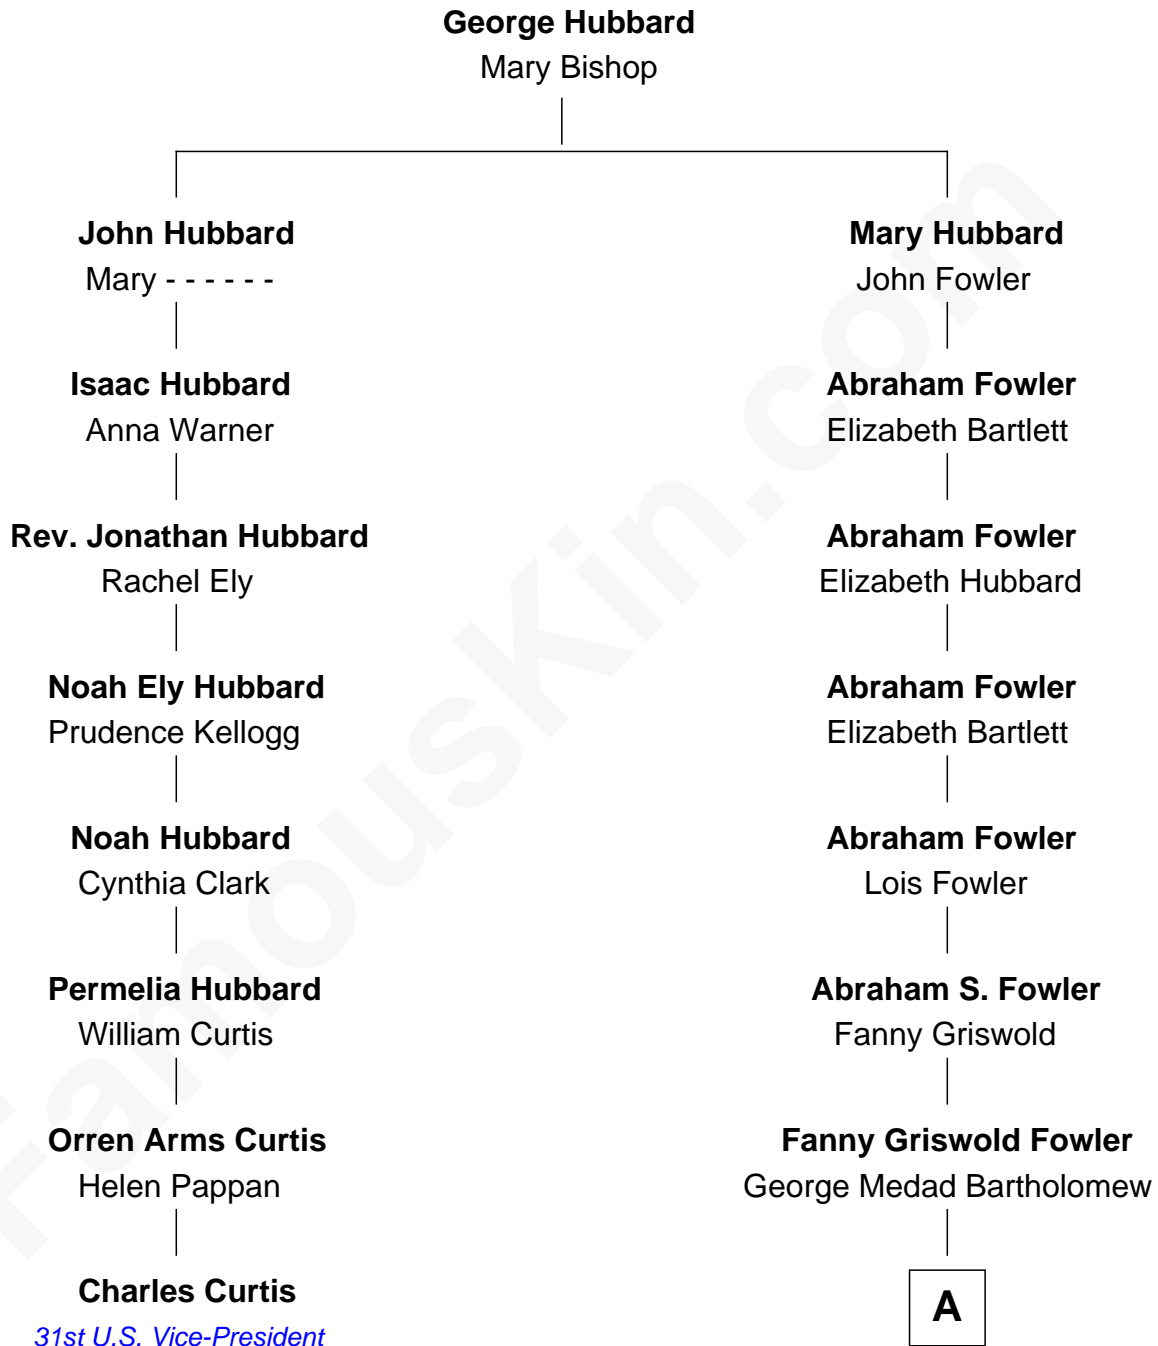 George Hubbard
Mary Bishop
John Hubbard
Mary - - - - - -
Mary Hubbard
John Fowler
Isaac Hubbard
Anna Warner
Abraham Fowler
Elizabeth Bartlett
Rev. Jonathan Hubbard
Rachel Ely
Abraham Fowler
Elizabeth Hubbard
Noah Ely Hubbard
Prudence Kellogg
Abraham Fowler
Elizabeth Bartlett
Noah Hubbard
Cynthia Clark
Abraham Fowler
Lois Fowler
Permelia Hubbard
William Curtis
Abraham S. Fowler
Fanny Griswold
Orren Arms Curtis
Helen Pappan
Fanny Griswold Fowler
George Medad Bartholomew
Charles Curtis
31st U.S. Vice-President
A
FamousKin.com